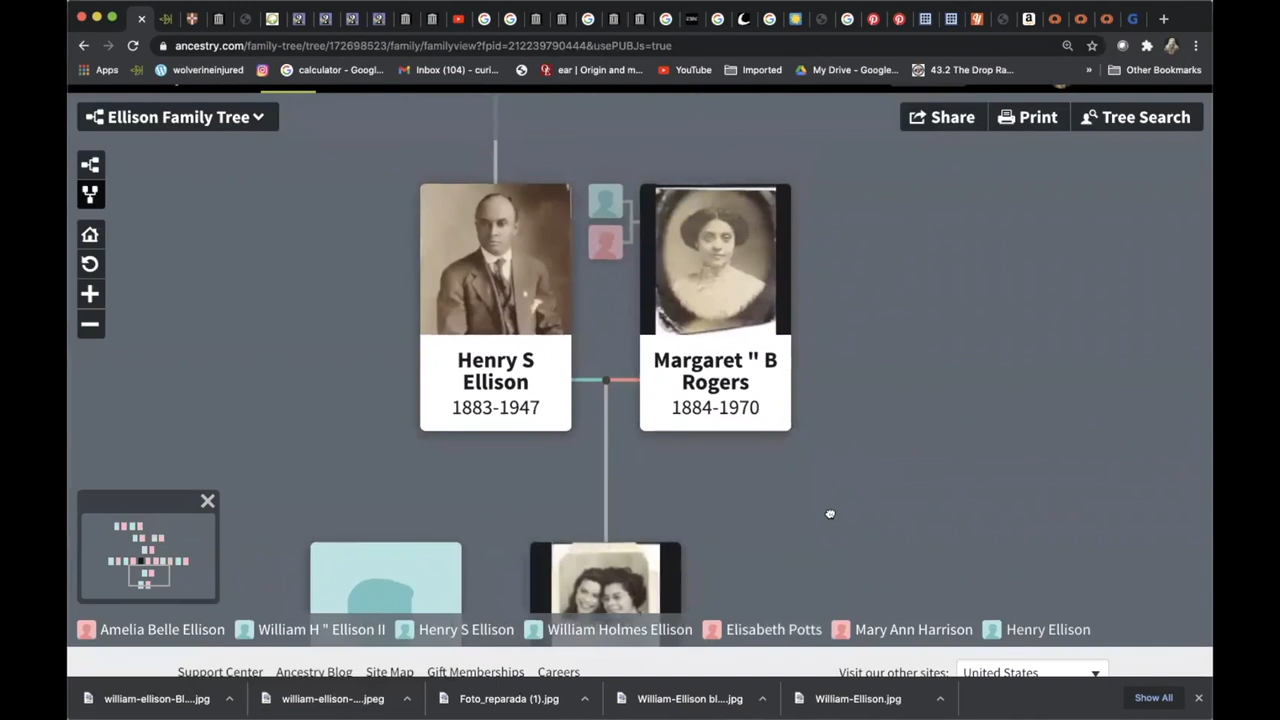 ancestry.com/family-tree/tree/172698523/family/familyview?fpid=212239790444&usePUBJs=true
Apps wolverineinjured calculator - Googl... Inbox (104) - curi... ear | Origin and m... YouTube Imported My Drive - Google... 43.2 The Drop Ra... » Other Bookmarks
Ellison Family Tree Share Print Tree Search
Henry S
Ellison
1883-1947
Margaret " B
Rogers
1884-1970
Amelia Belle Ellison William H " Ellison II Henry S Ellison William Holmes Ellison Elisabeth Potts Mary Ann Harrison Henry Ellison
Support Center Ancestry Blog Site Map Gift Memberships Careers Visit our other sites: United States
william-ellison-Bl....jpg william-ellison-....jpeg Foto_reparada (1).jpg William-Ellison bl....jpg William-Ellison.jpg Show All